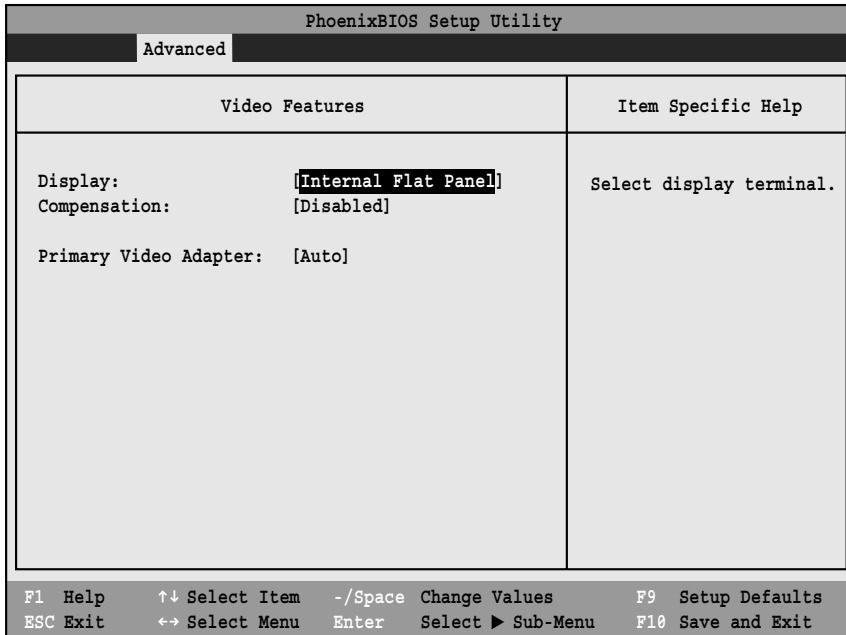 PhoenixBIOS Setup Utility
Advanced
Video Features
Item Specific Help
Display: [Internal Flat Panel]
Select display terminal.
Compensation: [Disabled]
Primary Video Adapter: [Auto]
F1 Help ↑↓ Select Item -/Space Change Values F9 Setup Defaults
ESC Exit ←→ Select Menu Enter Select ▶ Sub-Menu F10 Save and Exit